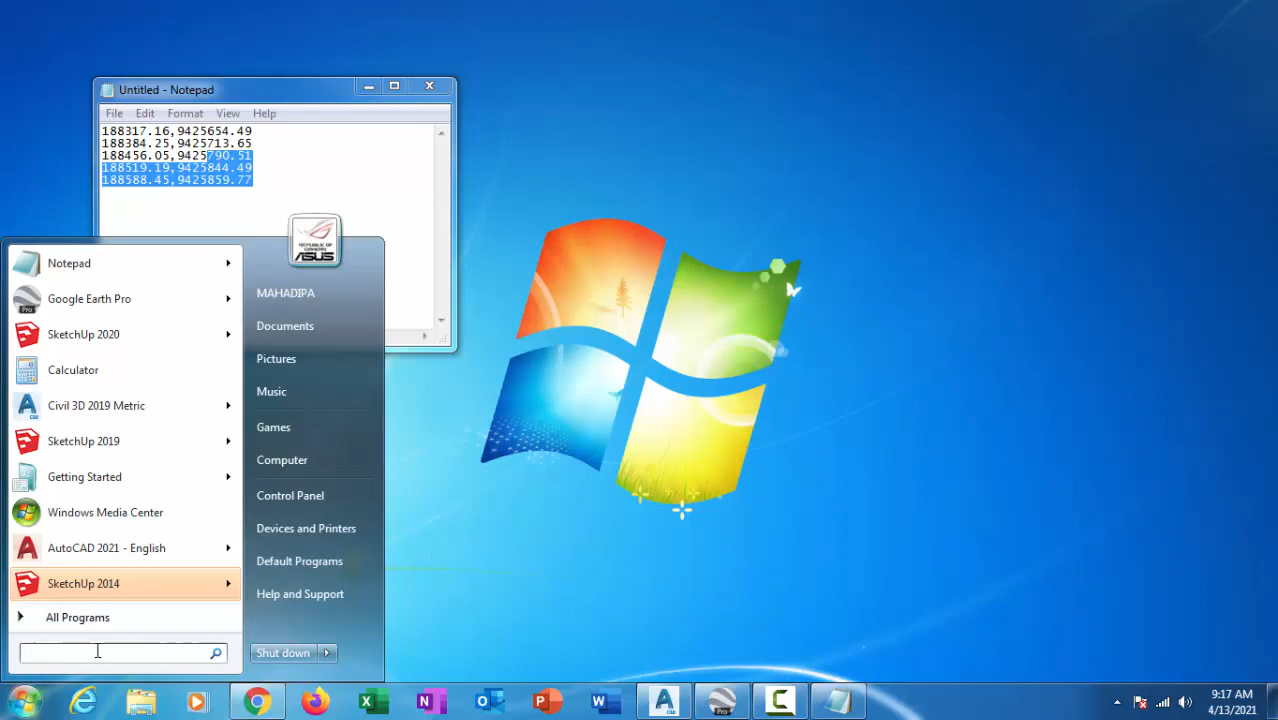 Untitled - Notepad
File Edit Format View Help
188317.16,9425654.49
188384.25,9425713.65
188456.05,9425790.51
188519.19,9425844.49
188588.45,9425859.77
REPUBLIC OF
GAMERS
ASUS
Notepad
Google Earth Pro
SketchUp 2020
Calculator
Civil 3D 2019 Metric
SketchUp 2019
Getting Started
Windows Media Center
AutoCAD 2021 - English
SketchUp 2014
All Programs
MAHADIPA
Documents
Pictures
Music
Games
Computer
Control Panel
Devices and Printers
Default Programs
Help and Support
Shut down
9:17 AM
4/13/2021